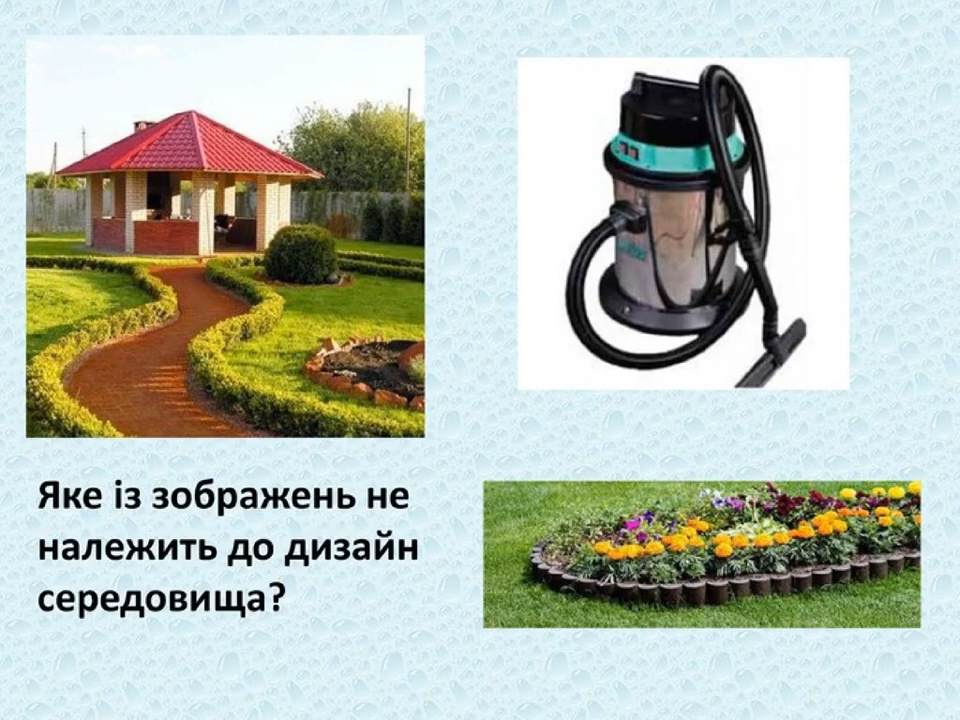 Яке із зображень не
належить до дизайн
середовища?